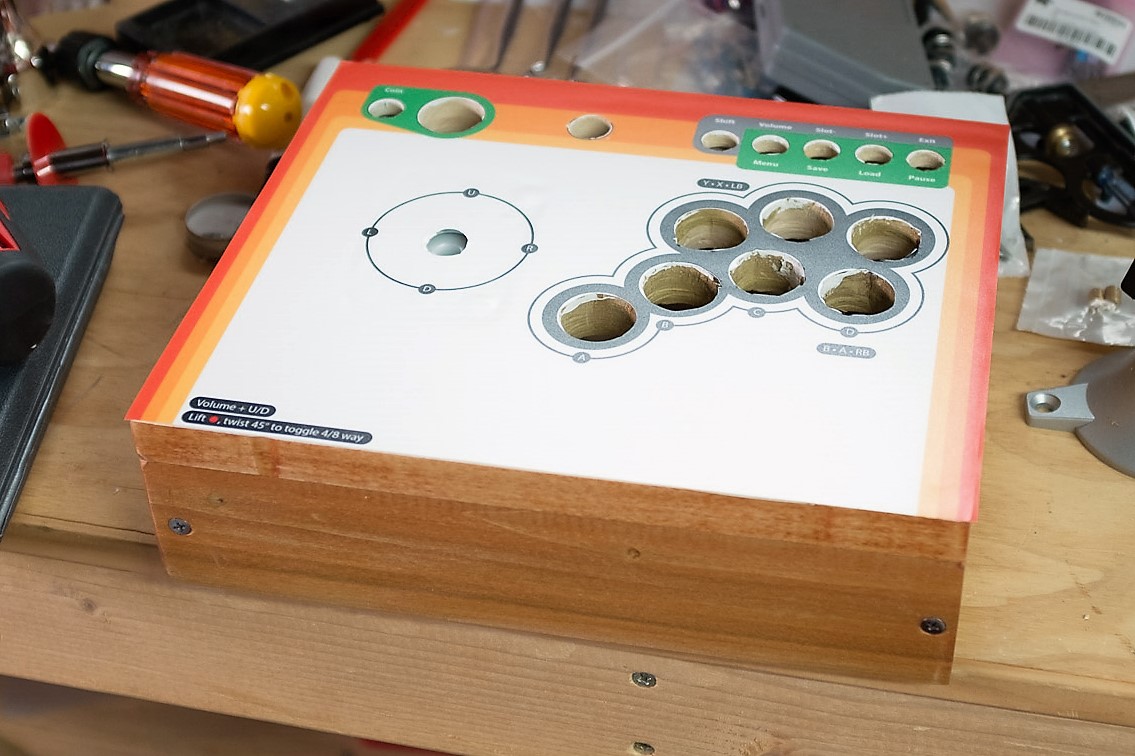 Coin
Shift
Volume
Slot-
Slot+
Exit
Menu
Save
Load
Pause
Y • X • LB
U
L
R
D
A
B
C
D
B • A • RB
Volume + U/D
Lift , twist 45° to toggle 4/8 way